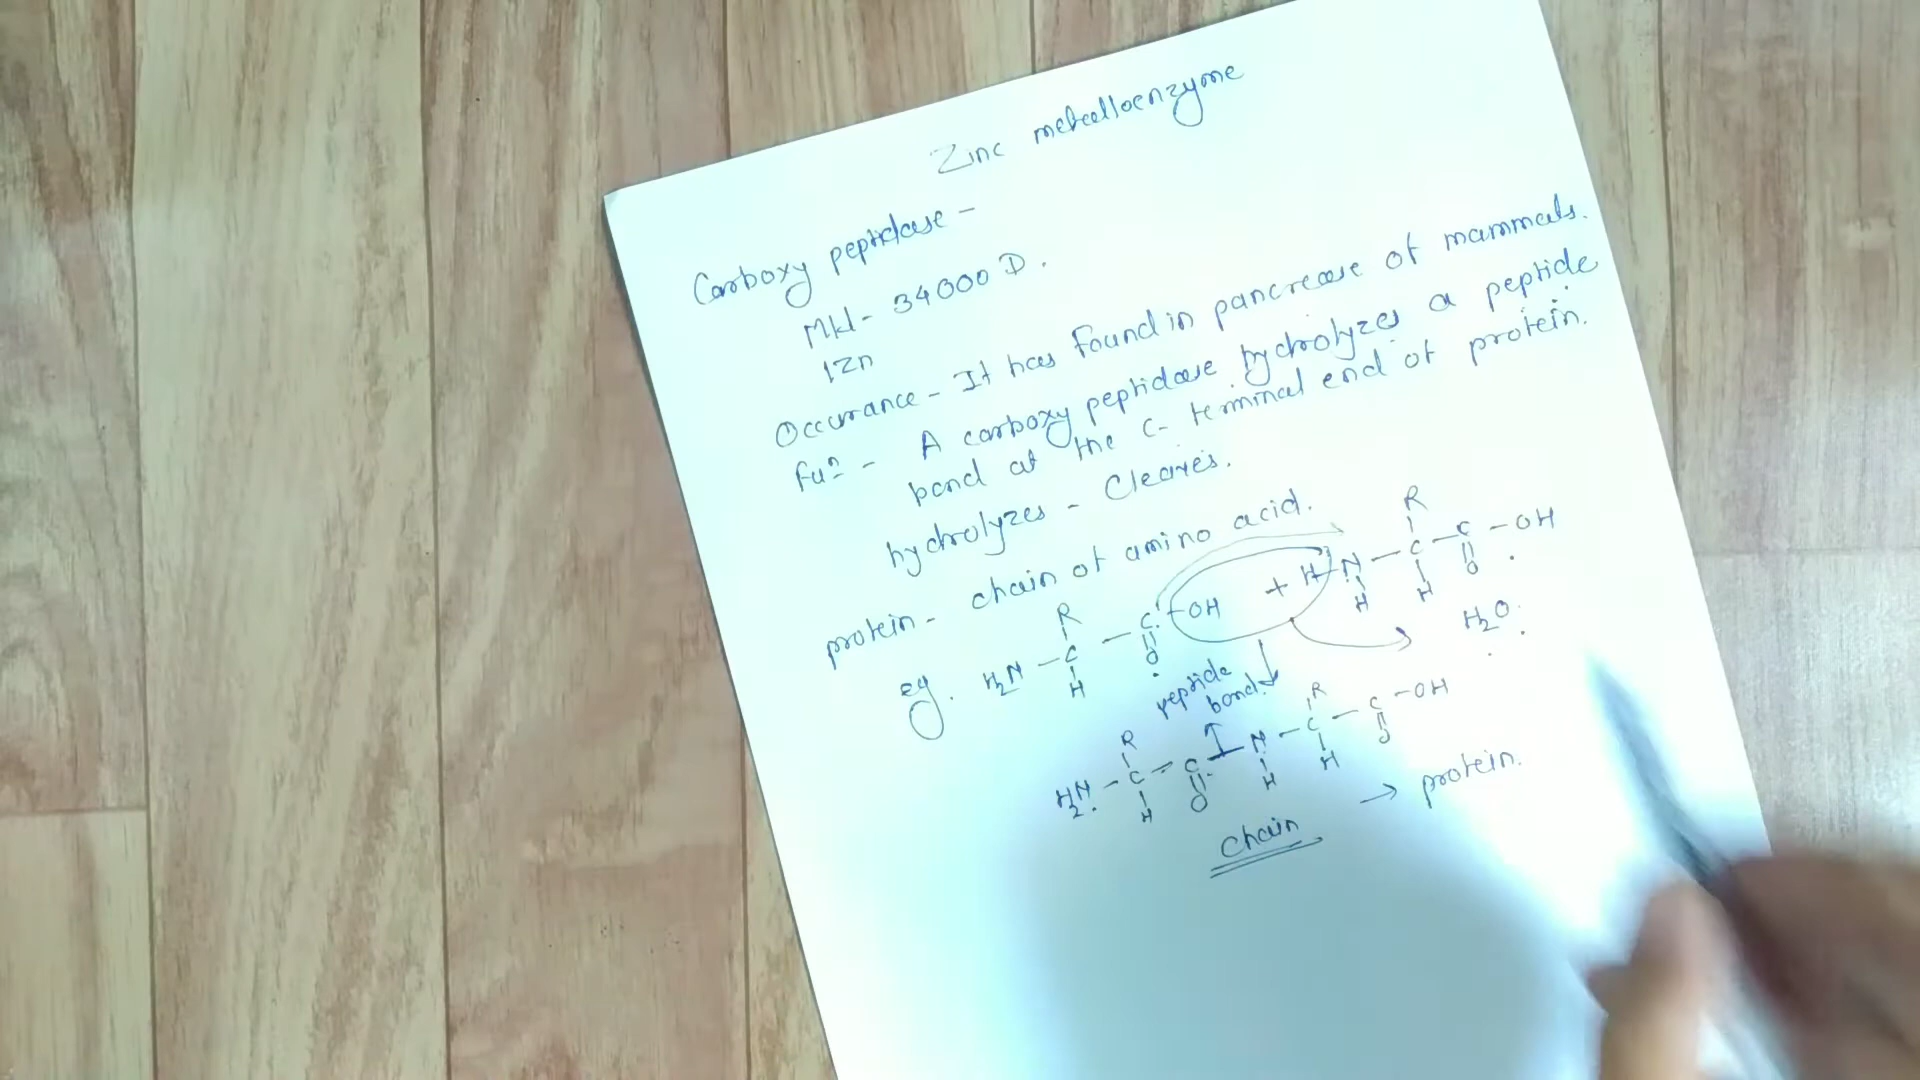 Zinc metalloenzyme
Carboxy peptidase -
MW - 34000 D.
1Zn
Occurrance - It has found in pancrease of mammals.
Fun - A carboxy peptidase hydrolyzes a peptide
bond at the C- terminal end of protein.
hydrolyzes - Cleaves.
protein - chain of amino acid.
R R
eg. H2N - C - C - OH + H - N - C - C - OH
H O H H O
H2O
peptide
bond
R R
H2N - C - C - N - C - C - OH
H O H H O
chain → protein.